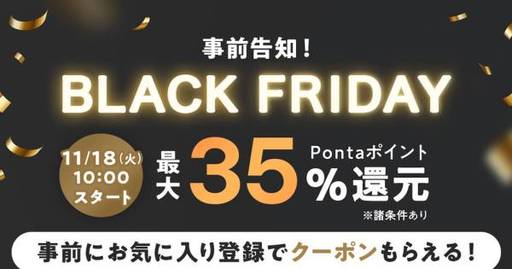 事前告知！
BLACK FRIDAY
11/18（火）
10:00
スタート
最大35%還元
Pontaポイント
※諸条件あり
事前にお気に入り登録でクーポンもらえる！